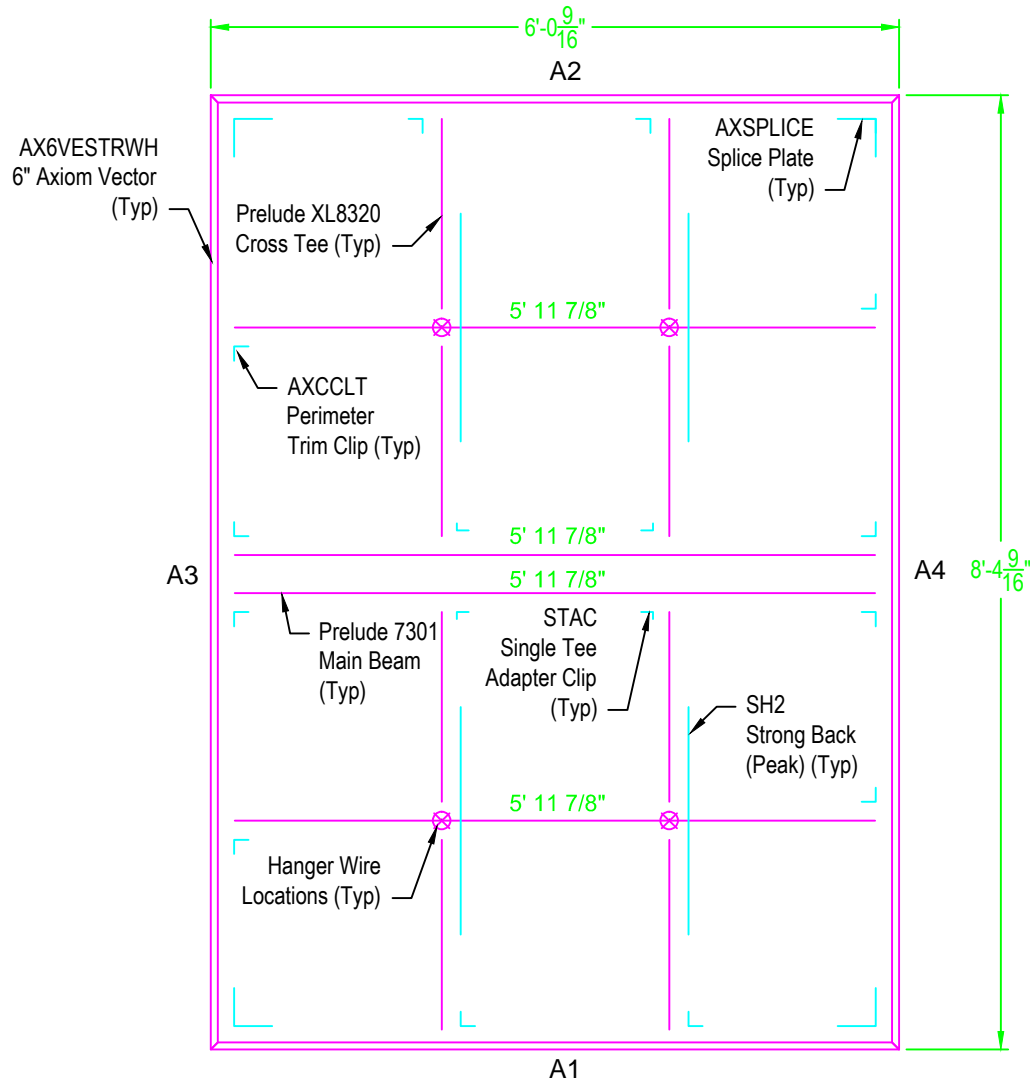 6'-0 9/16"
A2
AX6VESTRWH
6" Axiom Vector
(Typ)
AXSPLICE
Splice Plate
(Typ)
Prelude XL8320
Cross Tee (Typ)
5' 11 7/8"
AXCCLT
Perimeter
Trim Clip (Typ)
5' 11 7/8"
A3
5' 11 7/8"
A4
8'-4 9/16"
Prelude 7301
Main Beam
(Typ)
STAC
Single Tee
Adapter Clip
(Typ)
SH2
Strong Back
(Peak) (Typ)
5' 11 7/8"
Hanger Wire
Locations (Typ)
A1